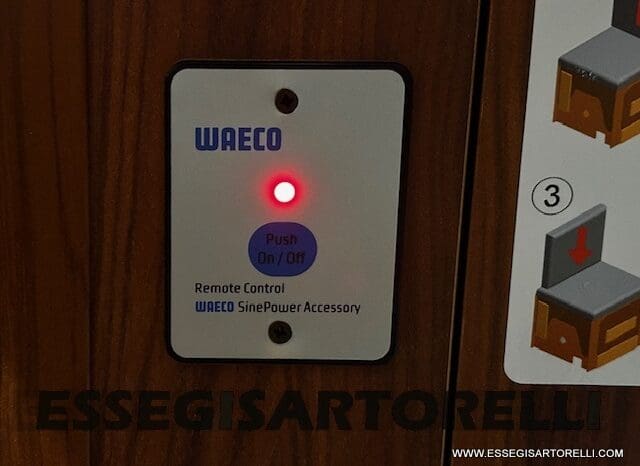 WAECO
Push
On / Off
Remote Control
WAECO SinePower Accessory
3
ESSEGISARTORELLI
WWW.ESSEGISARTORELLI.COM